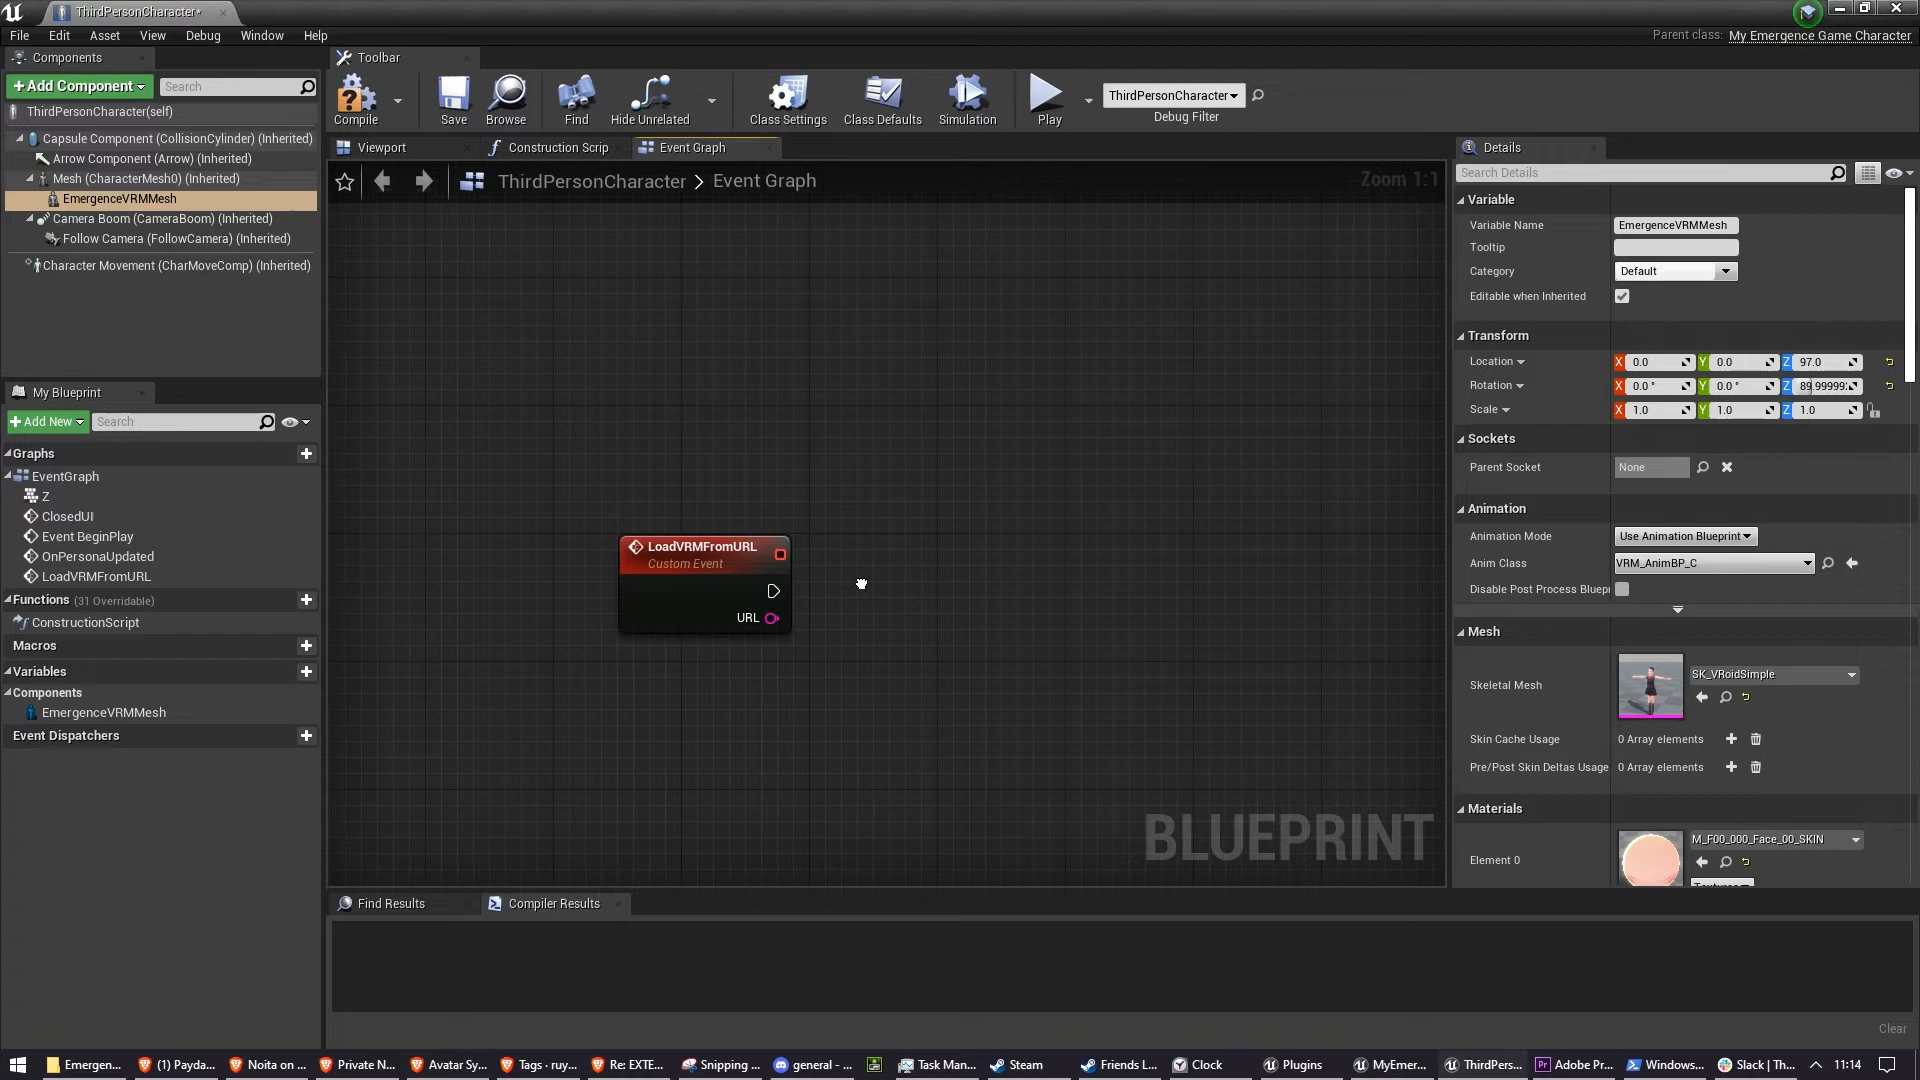 ThirdPersonCharacter*
File Edit Asset View Debug Window Help
Parent class: My Emergence Game Character
Components
Toolbar
Add Component
Search
ThirdPersonCharacter(self)
Capsule Component (CollisionCylinder) (Inherited)
Arrow Component (Arrow) (Inherited)
Mesh (CharacterMesh0) (Inherited)
EmergenceVRMMesh
Camera Boom (CameraBoom) (Inherited)
Follow Camera (FollowCamera) (Inherited)
Character Movement (CharMoveComp) (Inherited)
Compile
Save
Browse
Find
Hide Unrelated
Class Settings
Class Defaults
Simulation
Play
ThirdPersonCharacter
Debug Filter
Viewport
Construction Scrip
Event Graph
ThirdPersonCharacter > Event Graph
Zoom 1:1
LoadVRMFromURL
Custom Event
URL
BLUEPRINT
My Blueprint
Add New
Search
Graphs
EventGraph
Z
ClosedUI
Event BeginPlay
OnPersonaUpdated
LoadVRMFromURL
Functions (31 Overridable)
ConstructionScript
Macros
Variables
Components
EmergenceVRMMesh
Event Dispatchers
Find Results
Compiler Results
Clear
Details
Search Details
Variable
Variable Name EmergenceVRMMesh
Tooltip
Category Default
Editable when Inherited
Transform
Location X 0.0 Y 0.0 Z 97.0
Rotation X 0.0 ° Y 0.0 ° Z 89.99999
Scale X 1.0 Y 1.0 Z 1.0
Sockets
Parent Socket None
Animation
Animation Mode Use Animation Blueprint
Anim Class VRM_AnimBP_C
Disable Post Process Bluepr
Mesh
Skeletal Mesh SK_VRoidSimple
Skin Cache Usage 0 Array elements
Pre/Post Skin Deltas Usage 0 Array elements
Materials
Element 0 M_F00_000_Face_00_SKIN
Emergen... (1) Payda... Noita on ... Private N... Avatar Sy... Tags · ruy... Re: EXTE... Snipping ... general - ... Task Man... Steam Friends L... Clock Plugins MyEmer... ThirdPers... Adobe Pr... Windows... Slack | Th... 11:14